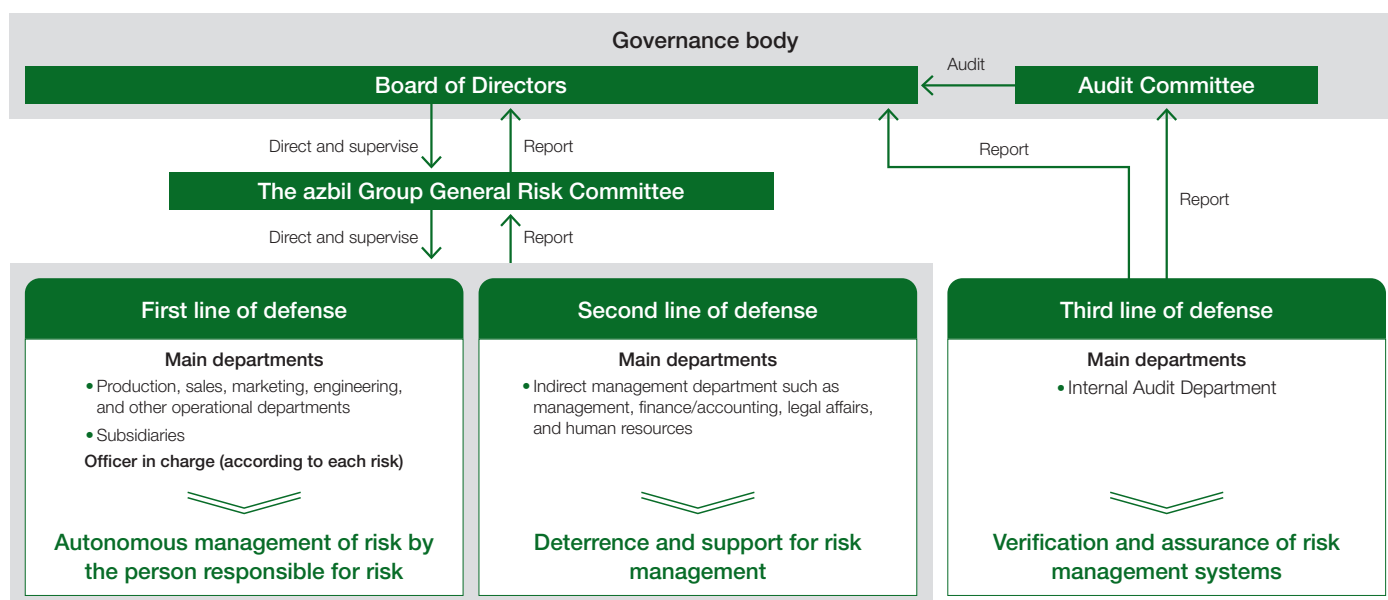 Governance body
Board of Directors
Audit
Audit Committee
Direct and supervise
Report
Report
Report
The azbil Group General Risk Committee
Direct and supervise
Report
First line of defense
Main departments
• Production, sales, marketing, engineering,
and other operational departments
• Subsidiaries
Officer in charge (according to each risk)
Autonomous management of risk by
the person responsible for risk
Second line of defense
Main departments
• Indirect management department such as
management, finance/accounting, legal affairs,
and human resources
Deterrence and support for risk
management
Third line of defense
Main departments
• Internal Audit Department
Verification and assurance of risk
management systems